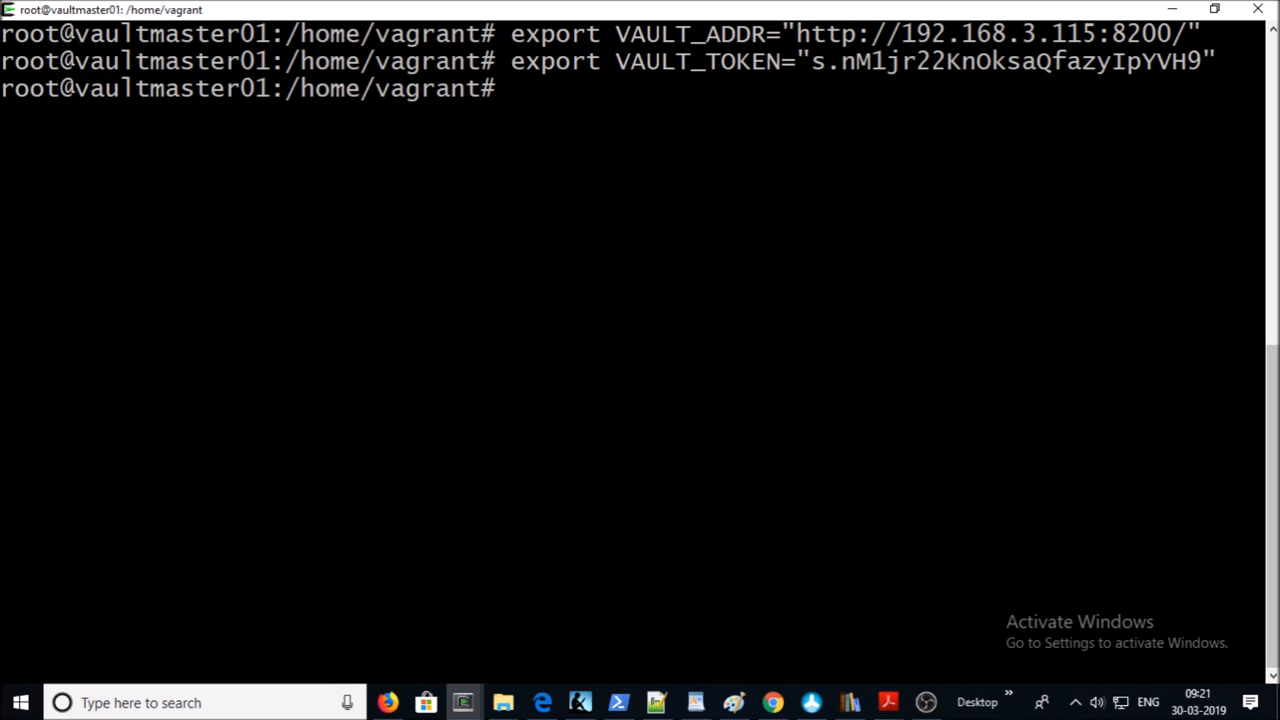 root@vaultmaster01: /home/vagrant
root@vaultmaster01:/home/vagrant# export VAULT_ADDR="http://192.168.3.115:8200/"
root@vaultmaster01:/home/vagrant# export VAULT_TOKEN="s.nM1jr22KnOksaQfazyIpYVH9"
root@vaultmaster01:/home/vagrant#
Activate Windows
Go to Settings to activate Windows.
Type here to search
Desktop
ENG
09:21
30-03-2019